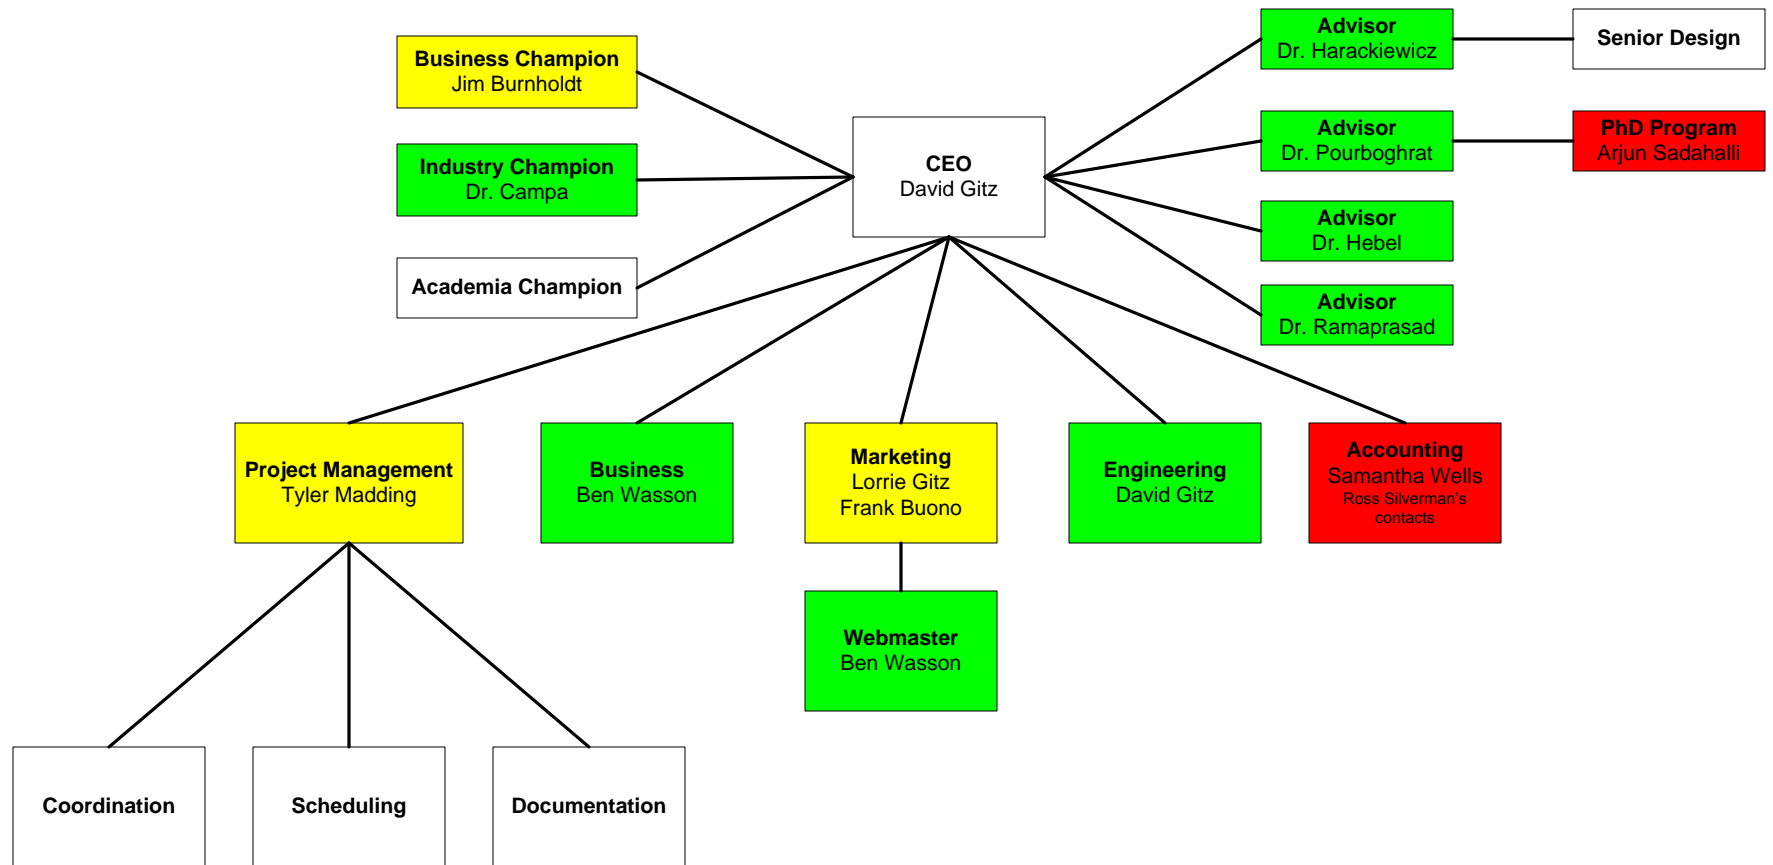 Business Champion
Jim Burnholdt
Industry Champion
Dr. Campa
Academia Champion
CEO
David Gitz
Advisor
Dr. Harackiewicz
Senior Design
Advisor
Dr. Pourboghrat
PhD Program
Arjun Sadahalli
Advisor
Dr. Hebel
Advisor
Dr. Ramaprasad
Project Management
Tyler Madding
Business
Ben Wasson
Marketing
Lorrie Gitz
Frank Buono
Engineering
David Gitz
Accounting
Samantha Wells
Ross Silverman's
contacts
Webmaster
Ben Wasson
Coordination
Scheduling
Documentation